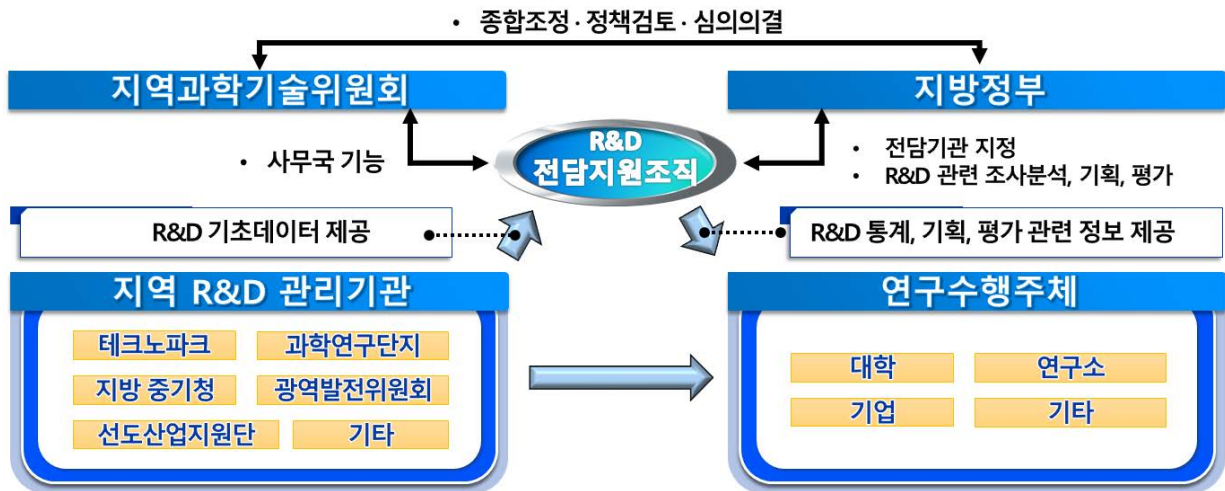 • 종합조정 · 정책검토 · 심의의결
지역과학기술위원회
지방정부
R&D
전담지원조직
• 사무국 기능
• 전담기관 지정
• R&D 관련 조사분석, 기획, 평가
R&D 기초데이터 제공
R&D 통계, 기획, 평가 관련 정보 제공
지역 R&D 관리기관
테크노파크
과학연구단지
지방 중기청
광역발전위원회
선도산업지원단
기타
연구수행주체
대학
연구소
기업
기타